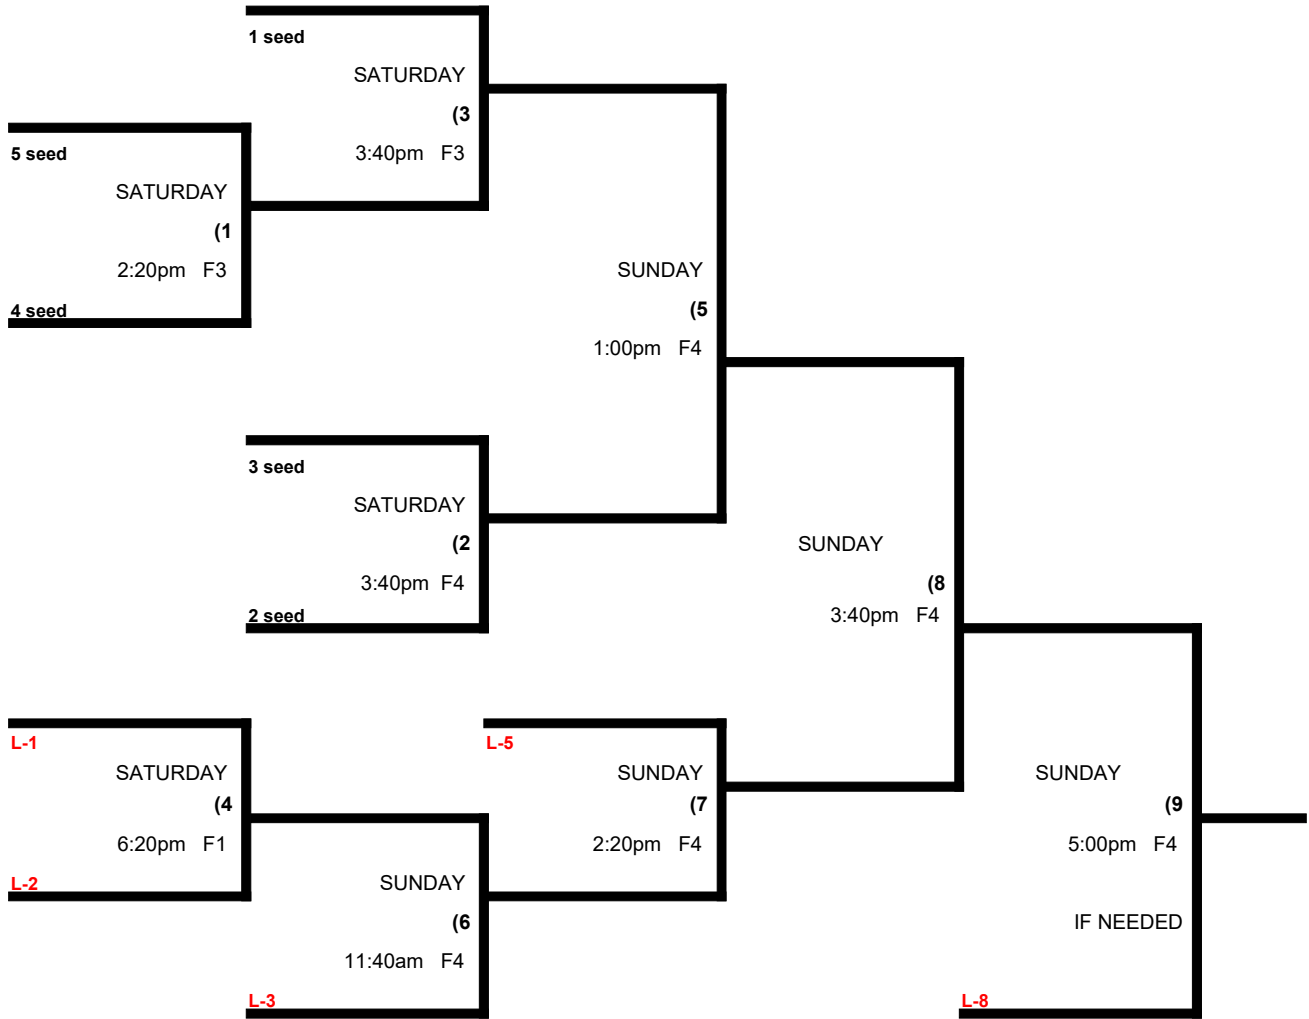 1 seed
SATURDAY
(3
3:40pm F3
5 seed
SATURDAY
(1
2:20pm F3
4 seed
SUNDAY
(5
1:00pm F4
3 seed
SATURDAY
(2
3:40pm F4
2 seed
SUNDAY
(8
3:40pm F4
L-1
SATURDAY
(4
6:20pm F1
L-2
L-5
SUNDAY
(7
2:20pm F4
SUNDAY
(6
11:40am F4
L-3
SUNDAY
(9
5:00pm F4
IF NEEDED
L-8